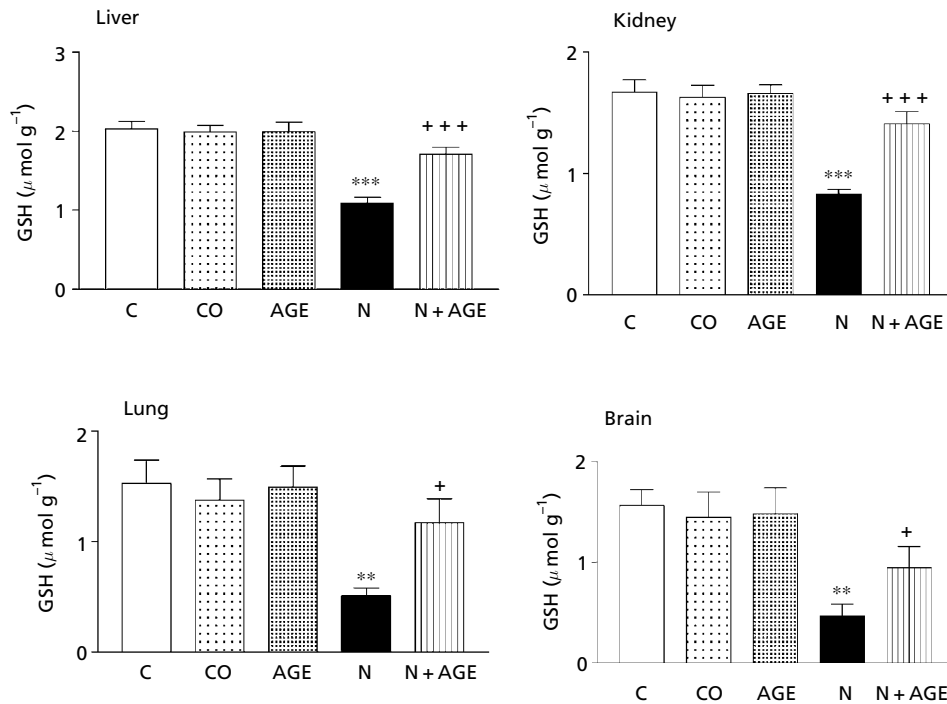 Liver
3
2
1
0
GSH (μ mol g⁻¹)
***
+ + +
C CO AGE N N + AGE
Kidney
2
1
0
GSH (μ mol g⁻¹)
***
+ + +
C CO AGE N N + AGE
Lung
2
1
0
GSH (μ mol g⁻¹)
**
+
C CO AGE N N + AGE
Brain
2
1
0
GSH (μ mol g⁻¹)
**
+
C CO AGE N N + AGE